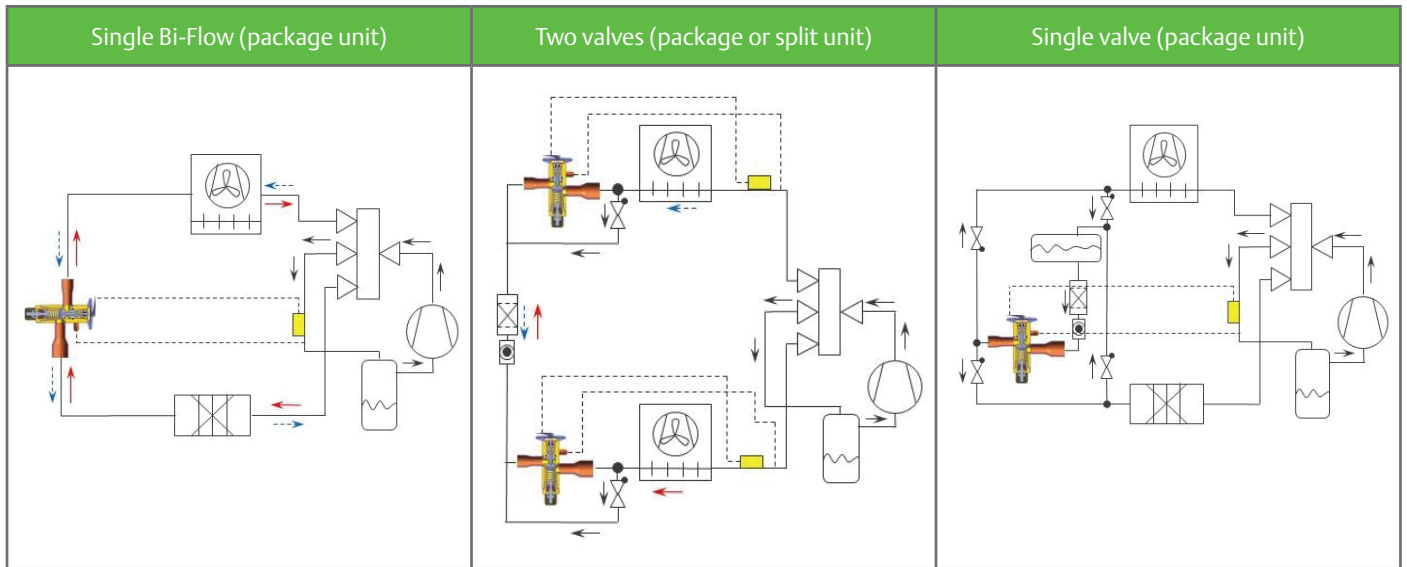 Single Bi-Flow (package unit)
Two valves (package or split unit)
Single valve (package unit)